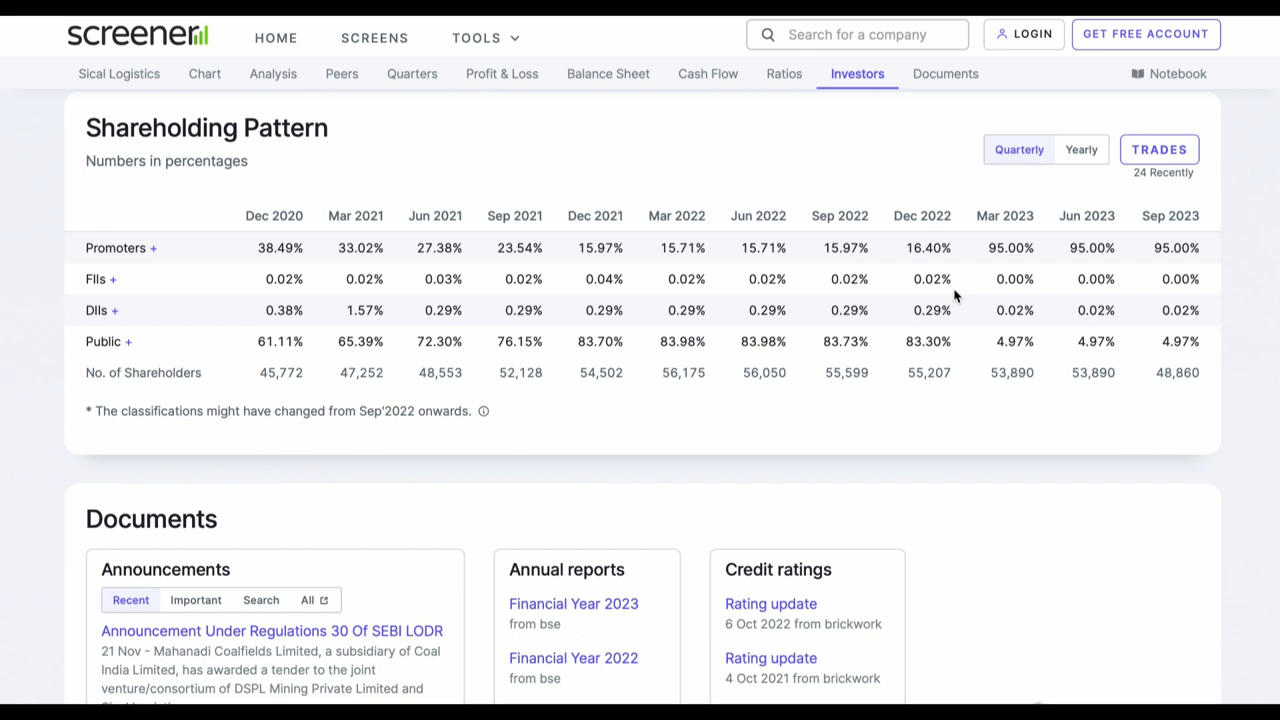 screener
HOME SCREENS TOOLS
Search for a company
LOGIN
GET FREE ACCOUNT
Sical Logistics Chart Analysis Peers Quarters Profit & Loss Balance Sheet Cash Flow Ratios Investors Documents Notebook
Shareholding Pattern
Numbers in percentages
Quarterly Yearly
TRADES
24 Recently
Dec 2020 Mar 2021 Jun 2021 Sep 2021 Dec 2021 Mar 2022 Jun 2022 Sep 2022 Dec 2022 Mar 2023 Jun 2023 Sep 2023
Promoters + 38.49% 33.02% 27.38% 23.54% 15.97% 15.71% 15.71% 15.97% 16.40% 95.00% 95.00% 95.00%
FIIs + 0.02% 0.02% 0.03% 0.02% 0.04% 0.02% 0.02% 0.02% 0.02% 0.00% 0.00% 0.00%
DIIs + 0.38% 1.57% 0.29% 0.29% 0.29% 0.29% 0.29% 0.29% 0.29% 0.02% 0.02% 0.02%
Public + 61.11% 65.39% 72.30% 76.15% 83.70% 83.98% 83.98% 83.73% 83.30% 4.97% 4.97% 4.97%
No. of Shareholders 45,772 47,252 48,553 52,128 54,502 56,175 56,050 55,599 55,207 53,890 53,890 48,860
* The classifications might have changed from Sep'2022 onwards.
Documents
Announcements
Recent Important Search All
Announcement Under Regulations 30 Of SEBI LODR
21 Nov - Mahanadi Coalfields Limited, a subsidiary of Coal
India Limited, has awarded a tender to the joint
venture/consortium of DSPL Mining Private Limited and
Annual reports
Financial Year 2023
from bse
Financial Year 2022
from bse
Credit ratings
Rating update
6 Oct 2022 from brickwork
Rating update
4 Oct 2021 from brickwork